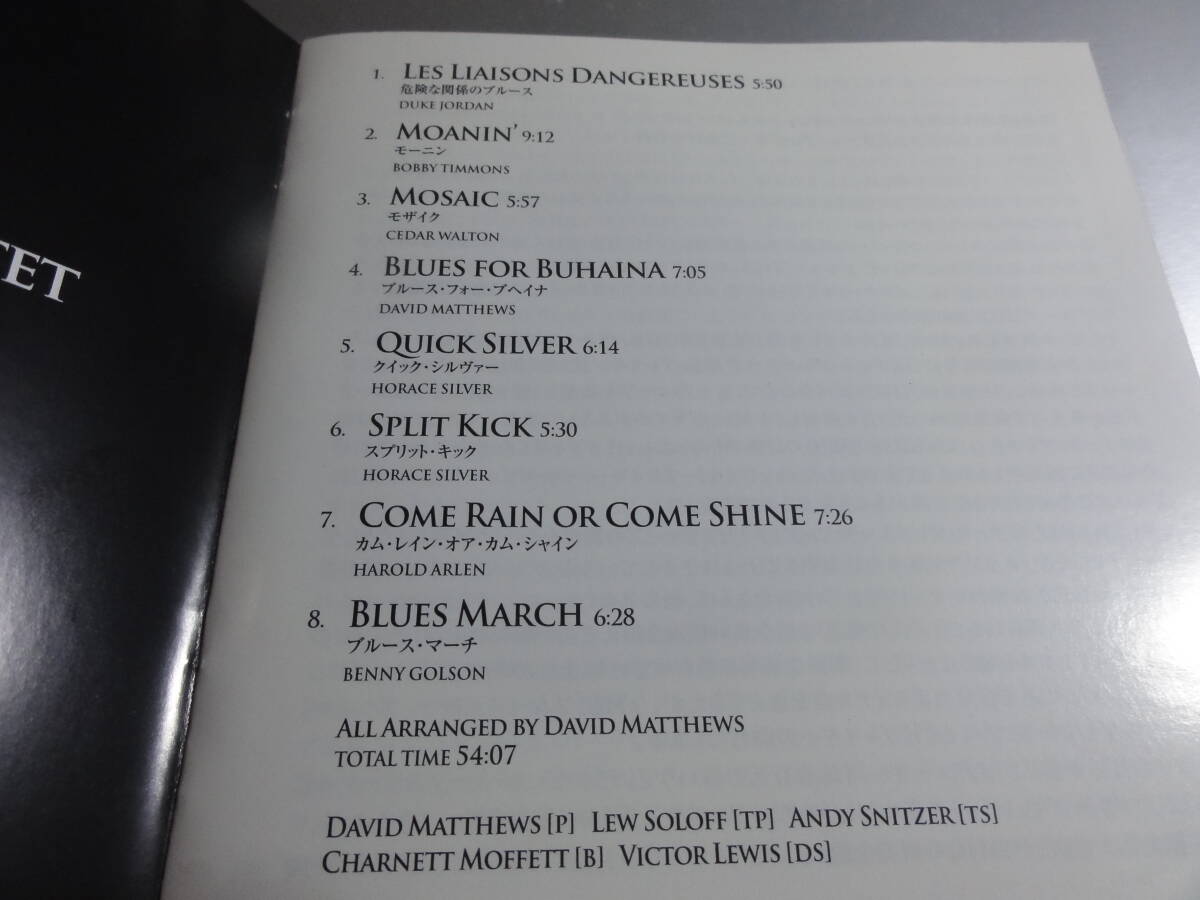 TET
1. LES LIAISONS DANGEREUSES 5:50
危険な関係のブルース
DUKE JORDAN
2. MOANIN' 9:12
モーニン
BOBBY TIMMONS
3. MOSAIC 5:57
モザイク
CEDAR WALTON
4. BLUES FOR BUHAINA 7:05
ブルース・フォー・ブヘイナ
DAVID MATTHEWS
5. QUICK SILVER 6:14
クイック・シルヴァー
HORACE SILVER
6. SPLIT KICK 5:30
スプリット・キック
HORACE SILVER
7. COME RAIN OR COME SHINE 7:26
カム・レイン・オア・カム・シャイン
HAROLD ARLEN
8. BLUES MARCH 6:28
ブルース・マーチ
BENNY GOLSON
ALL ARRANGED BY DAVID MATTHEWS
TOTAL TIME 54:07
DAVID MATTHEWS [P] LEW SOLOFF [TP] ANDY SNITZER [TS]
CHARNETT MOFFETT [B] VICTOR LEWIS [DS]